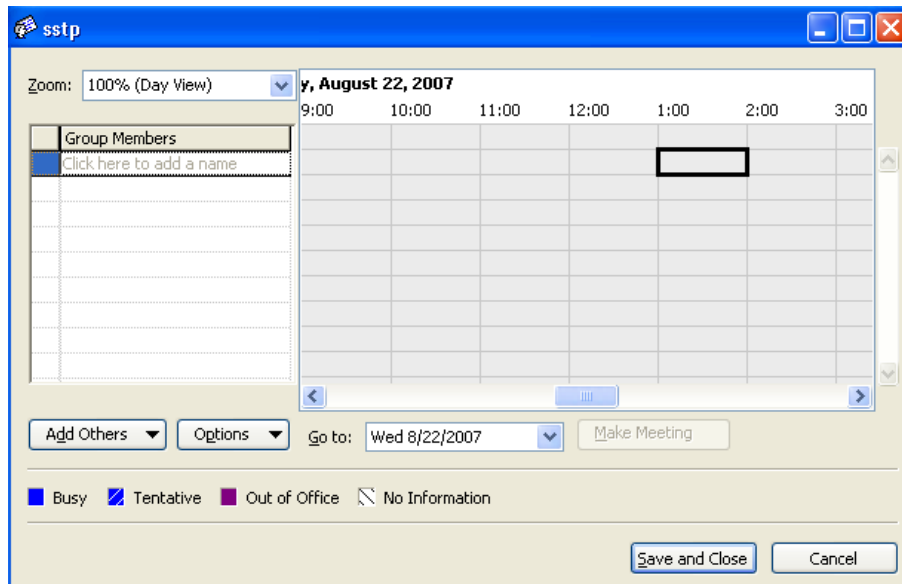 sstp
Zoom: 100% (Day View)
y, August 22, 2007
9:00 10:00 11:00 12:00 1:00 2:00 3:00
Group Members
Click here to add a name
Add Others Options Go to: Wed 8/22/2007 Make Meeting
Busy Tentative Out of Office No Information
Save and Close Cancel